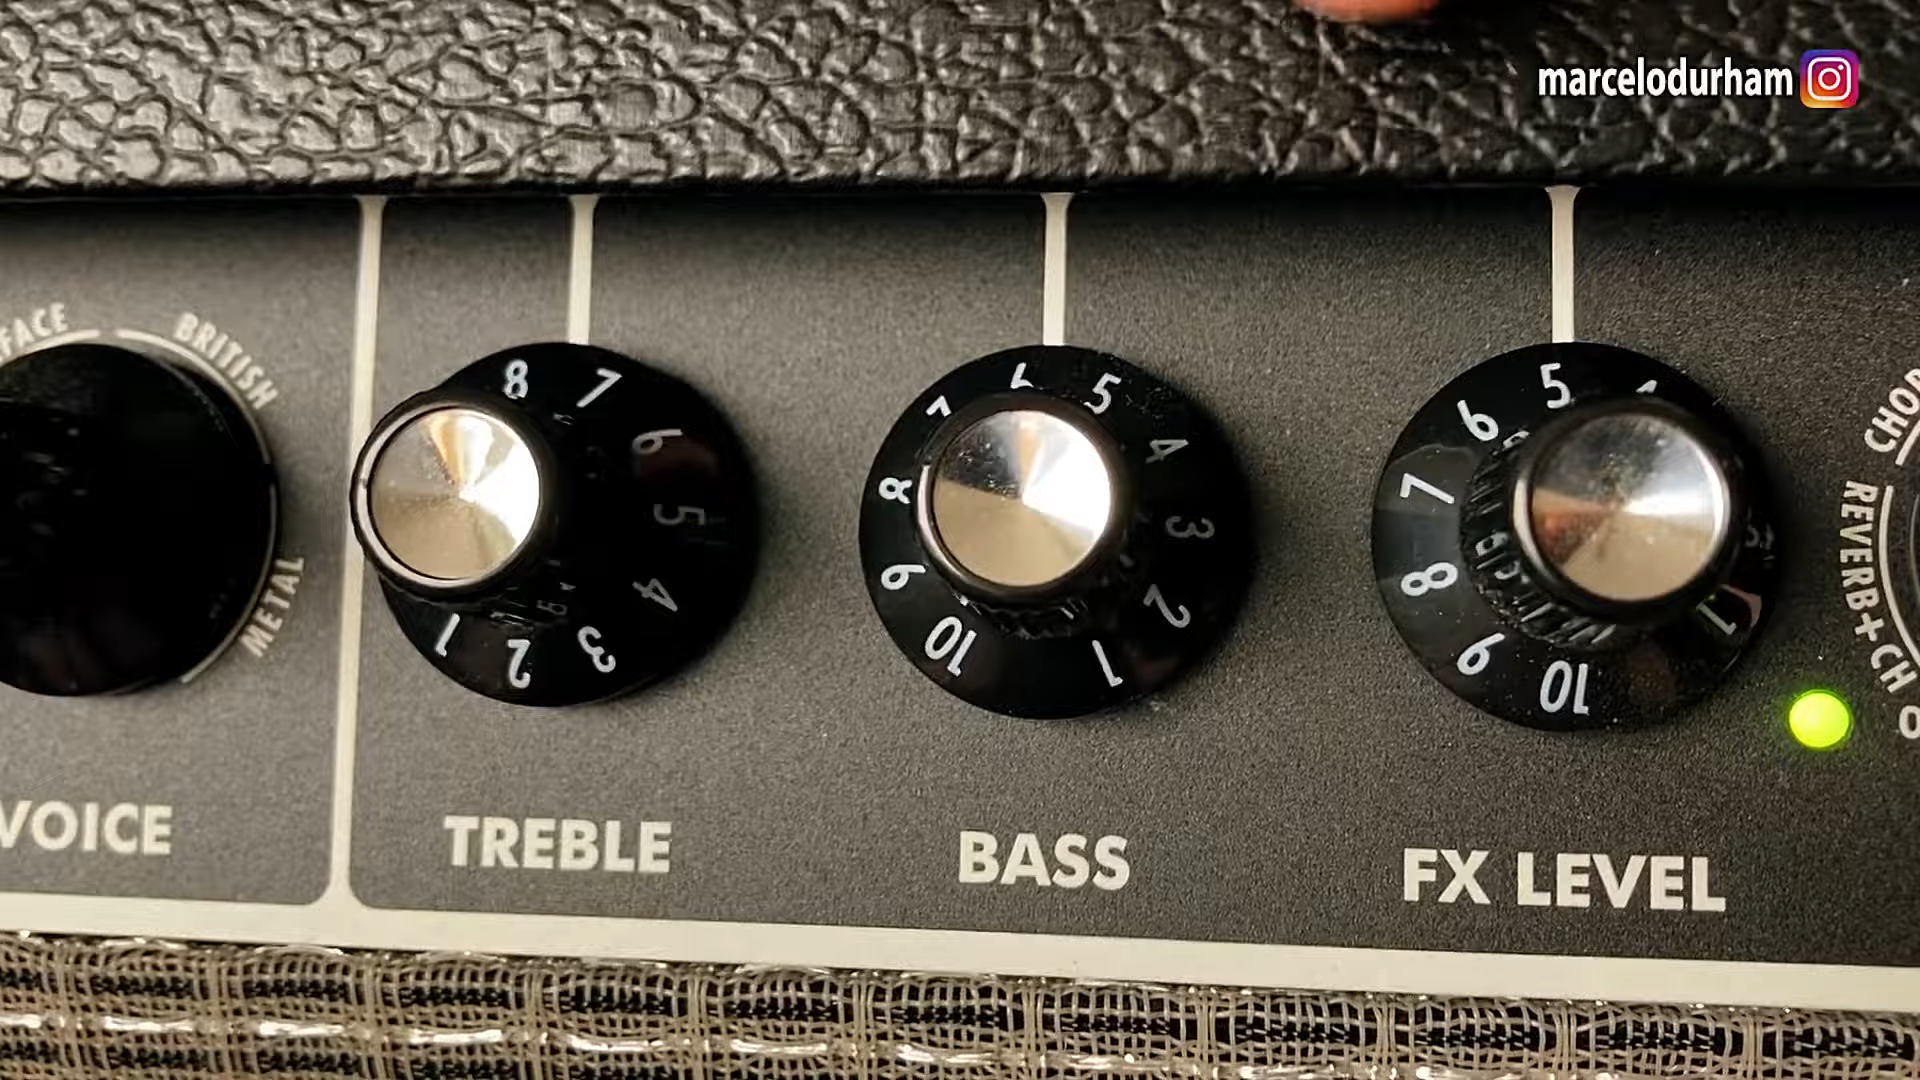 marcelodurham
FACE
BRITISH
METAL
VOICE
8 7 6 5 4 3 2 1
TREBLE
7 6 5 4 3 2 1 10 9 8
BASS
5 6 7 8 9 10 1
FX LEVEL
REVERB+CH